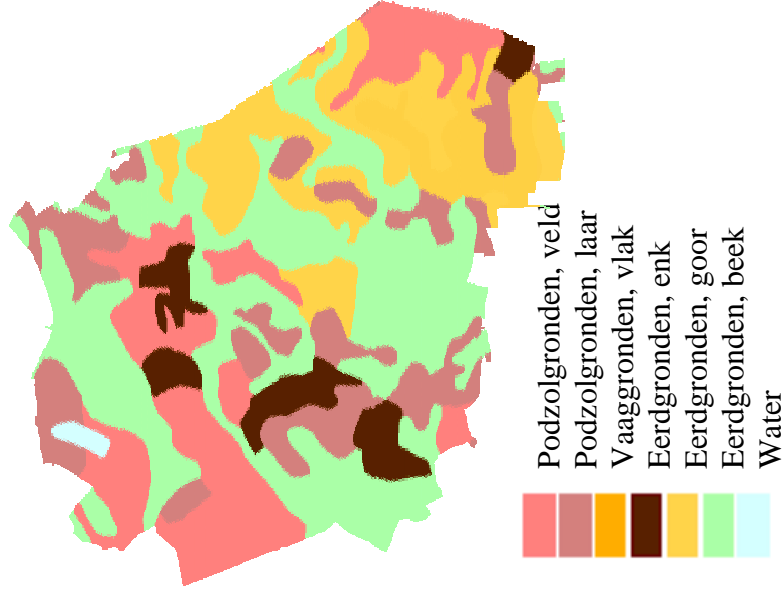 Podzolgronden, veld
Podzolgronden, laar
Vaaggronden, vlak
Eerdgronden, enk
Eerdgronden, goor
Eerdgronden, beek
Water